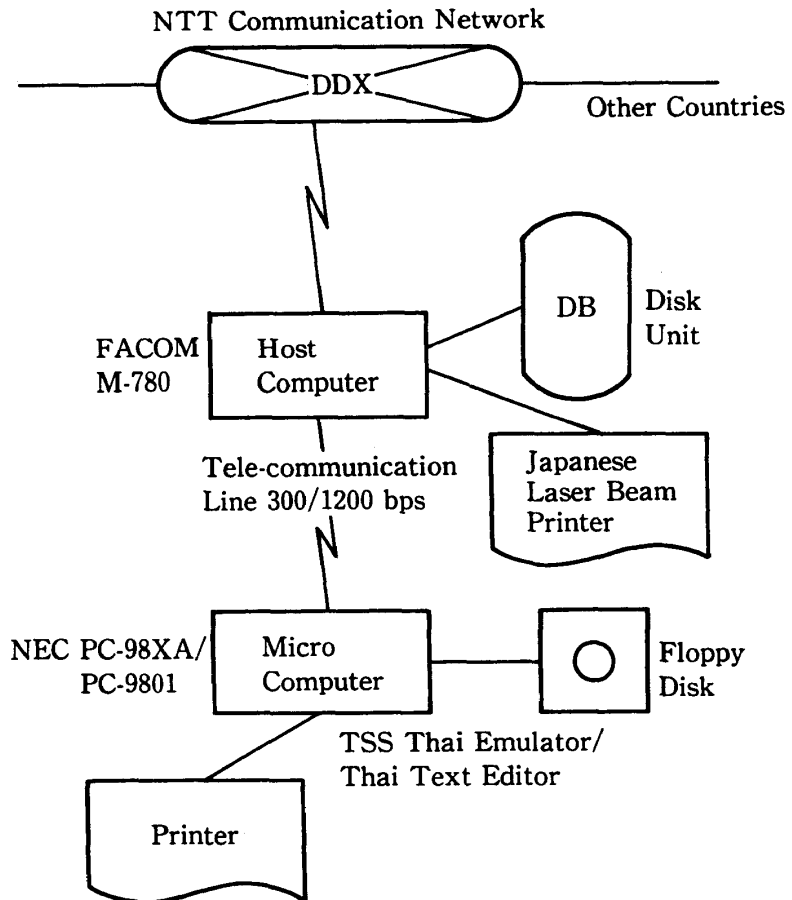 NTT Communication Network
DDX
Other Countries
DB
Disk
Unit
FACOM
M-780
Host
Computer
Tele-communication
Line 300/1200 bps
Japanese
Laser Beam
Printer
NEC PC-98XA/
PC-9801
Micro
Computer
Floppy
Disk
TSS Thai Emulator/
Thai Text Editor
Printer